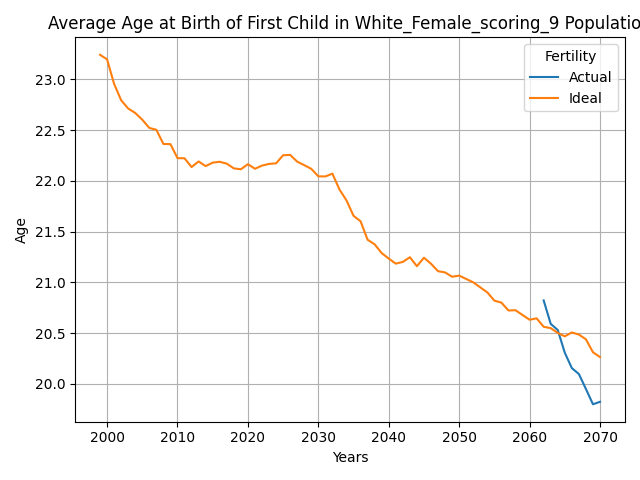 Average Age at Birth of First Child in White_Female_scoring_9 Populatio
Fertility
Actual
Ideal
23.0
22.5
22.0
21.5
21.0
20.5
20.0
Age
2000 2010 2020 2030 2040 2050 2060 2070
Years